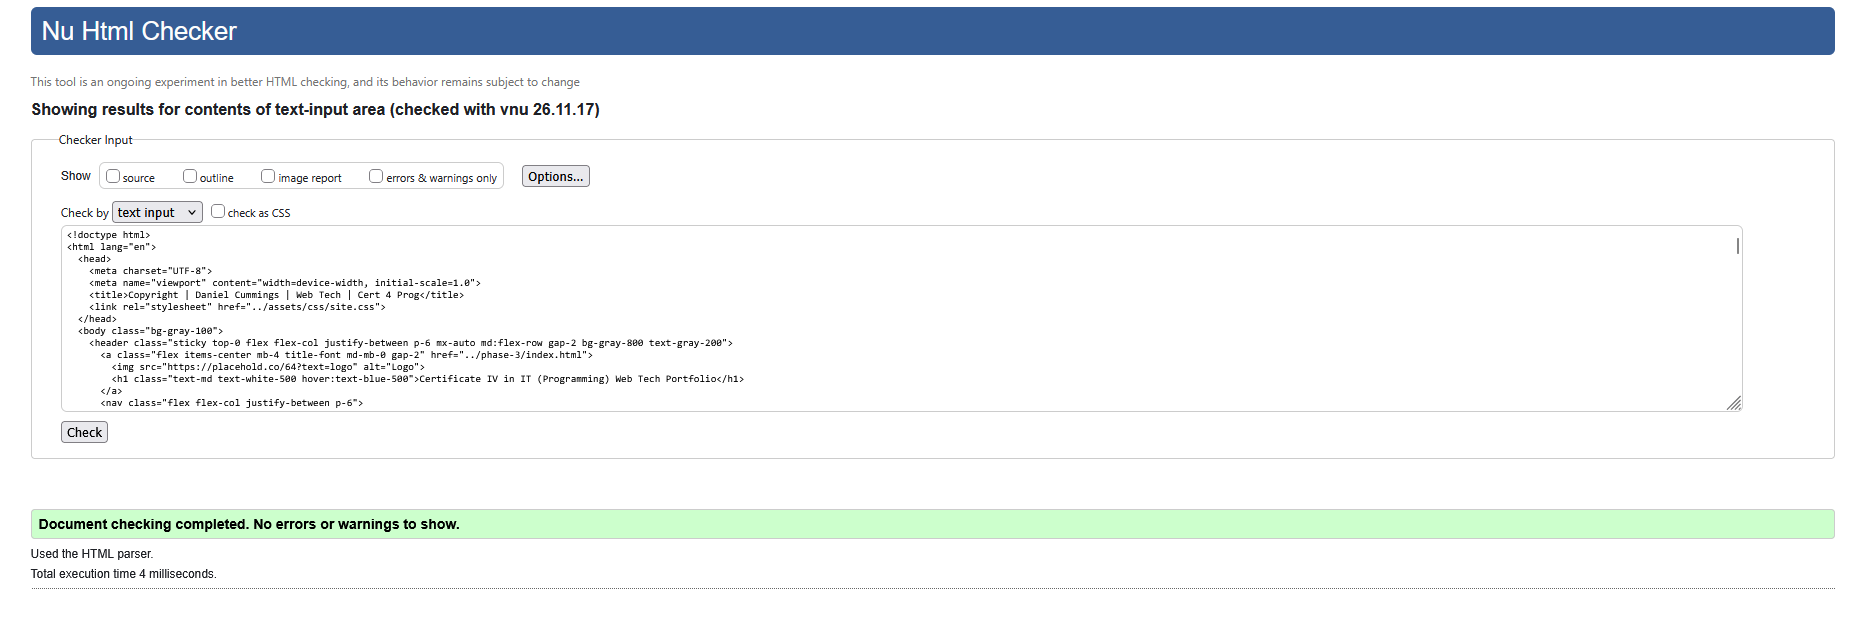 Nu Html Checker
This tool is an ongoing experiment in better HTML checking, and its behavior remains subject to change
Showing results for contents of text-input area (checked with vnu 26.11.17)
Checker Input
Show source outline image report errors & warnings only Options...
Check by text input check as CSS
<!doctype html>
<html lang="en">
<head>
<meta charset="UTF-8">
<meta name="viewport" content="width=device-width, initial-scale=1.0">
<title>Copyright | Daniel Cummings | Web Tech | Cert 4 Prog</title>
<link rel="stylesheet" href="../assets/css/site.css">
</head>
<body class="bg-gray-100">
<header class="sticky top-0 flex flex-col justify-between p-6 mx-auto md:flex-row gap-2 bg-gray-800 text-gray-200">
<a class="flex items-center mb-4 title-font md-mb-0 gap-2" href="../phase-3/index.html">
<img src="https://placehold.co/64?text=logo" alt="Logo">
<h1 class="text-md text-white-500 hover:text-blue-500">Certificate IV in IT (Programming) Web Tech Portfolio</h1>
</a>
<nav class="flex flex-col justify-between p-6">
Check
Document checking completed. No errors or warnings to show.
Used the HTML parser.
Total execution time 4 milliseconds.